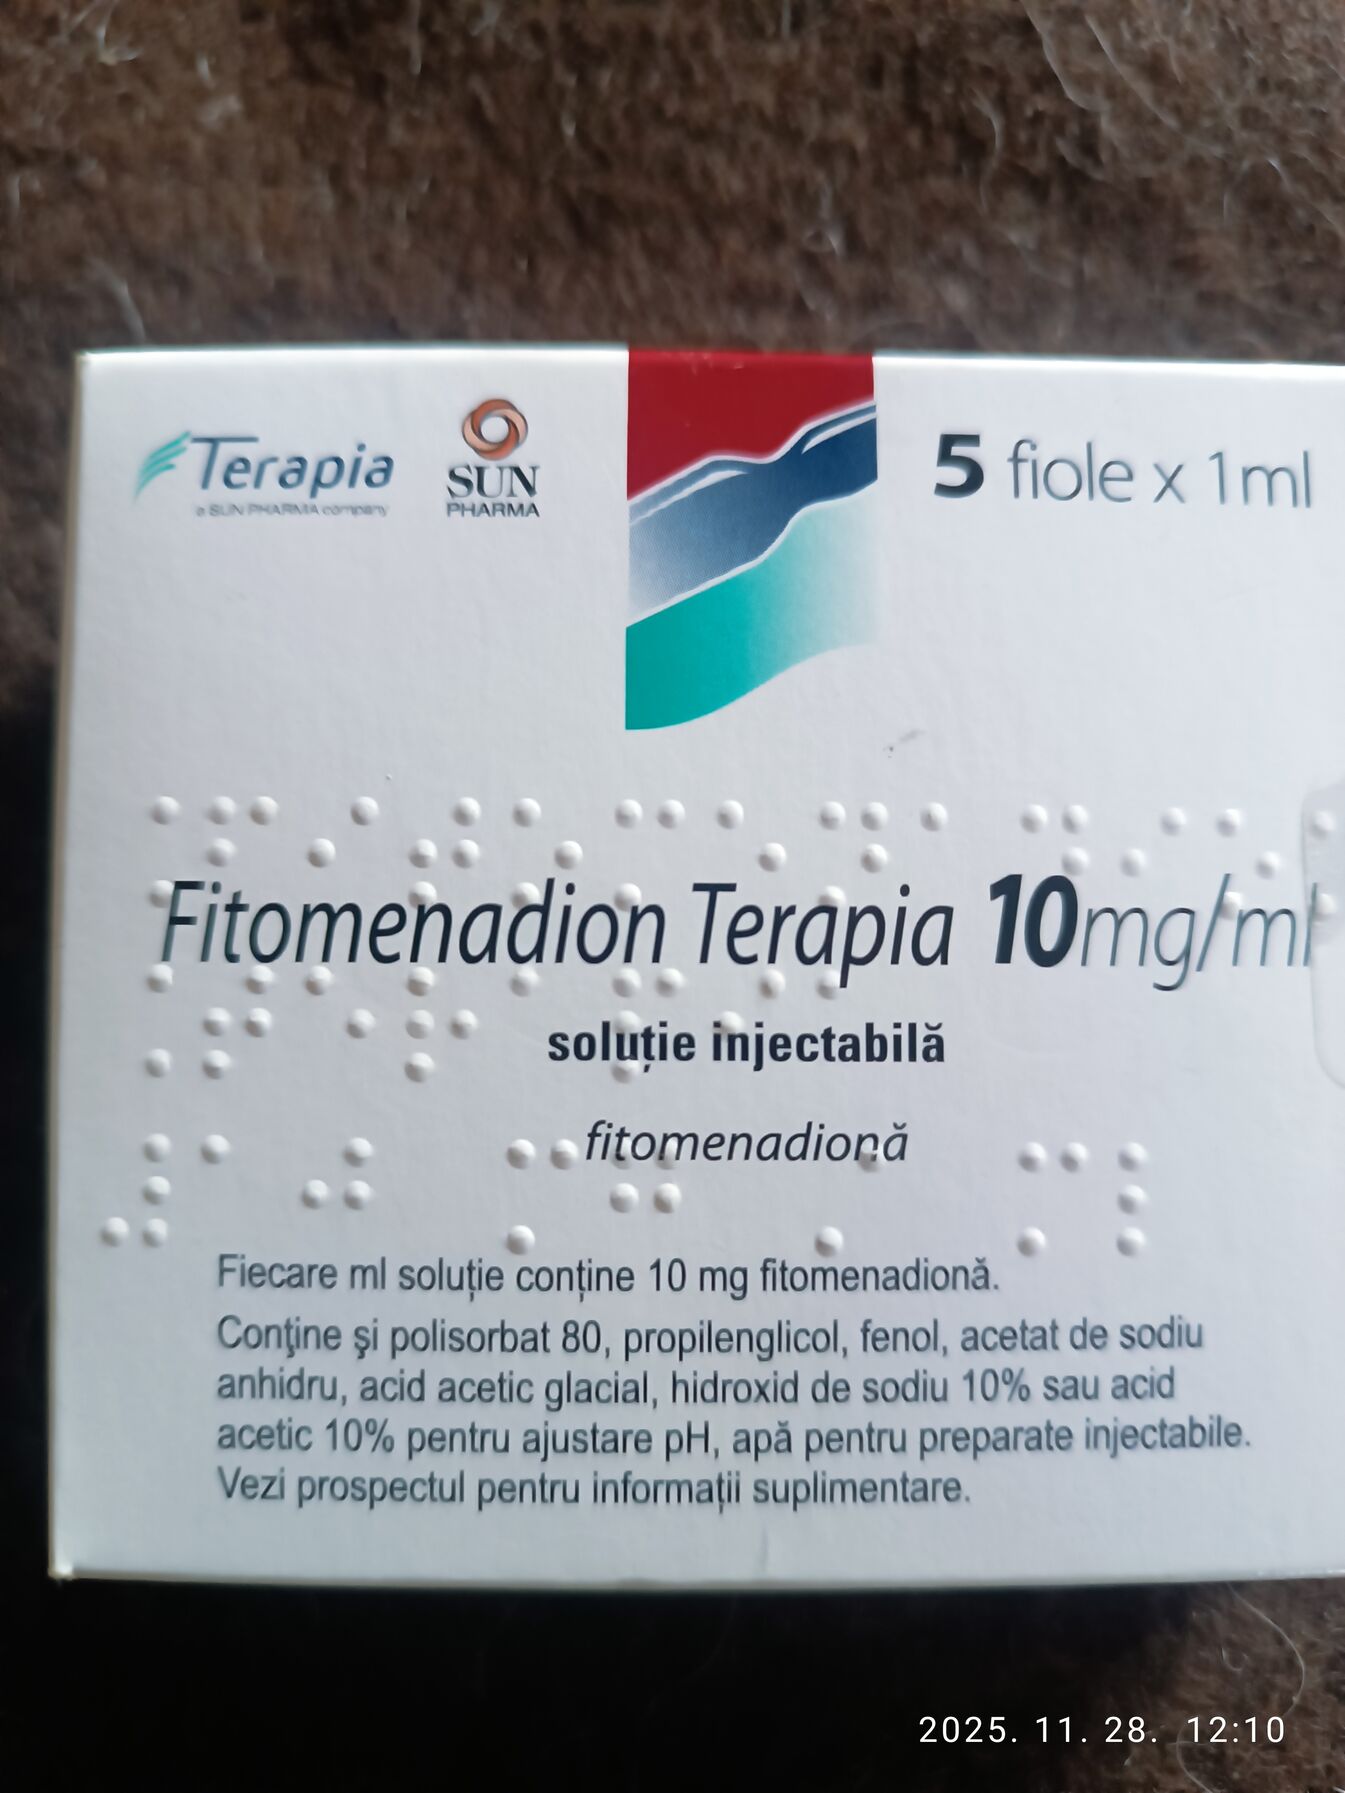 Terapia
a SUN PHARMA company
SUN
PHARMA
5 fiole x 1ml
Fitomenadion Terapia 10mg/ml
soluție injectabilă
fitomenadionă
Fiecare ml soluție conține 10 mg fitomenadionă.
Conţine şi polisorbat 80, propilenglicol, fenol, acetat de sodiu
anhidru, acid acetic glacial, hidroxid de sodiu 10% sau acid
acetic 10% pentru ajustare pH, apă pentru preparate injectabile.
Vezi prospectul pentru informații suplimentare.
2025. 11. 28. 12:10